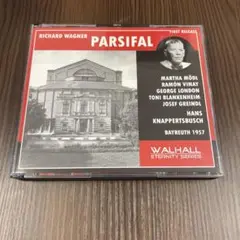 FIRST RELEASE
RICHARD WAGNER
PARSIFAL
MARTHA MÖDL
RAMÓN VINAY
GEORGE LONDON
TONI BLANKENHEIM
JOSEF GREINDL
HANS
KNAPPERTSBUSCH
BAYREUTH 1957
WALHALL
ETERNITY SERIES